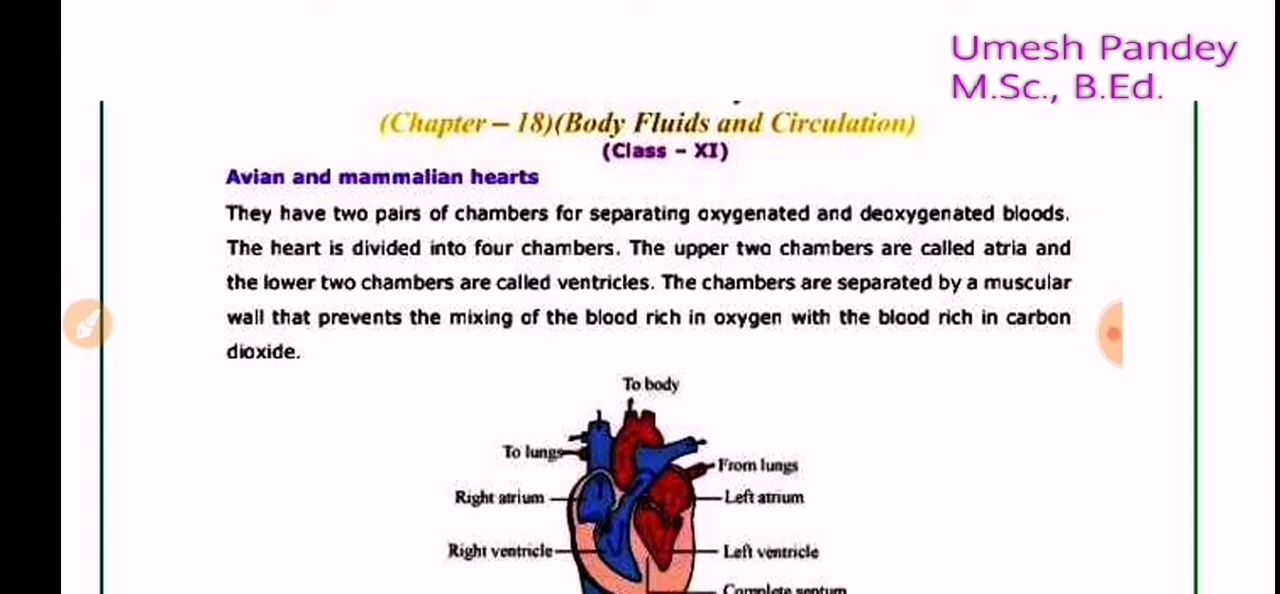 Umesh Pandey
M.Sc., B.Ed.
(Chapter – 18)(Body Fluids and Circulation)
(Class – XI)
Avian and mammalian hearts
They have two pairs of chambers for separating oxygenated and deoxygenated bloods.
The heart is divided into four chambers. The upper two chambers are called atria and
the lower two chambers are called ventricles. The chambers are separated by a muscular
wall that prevents the mixing of the blood rich in oxygen with the blood rich in carbon
dioxide.
To body
To lungs
From lungs
Right atrium
Left atrium
Right ventricle
Left ventricle
Complete septum